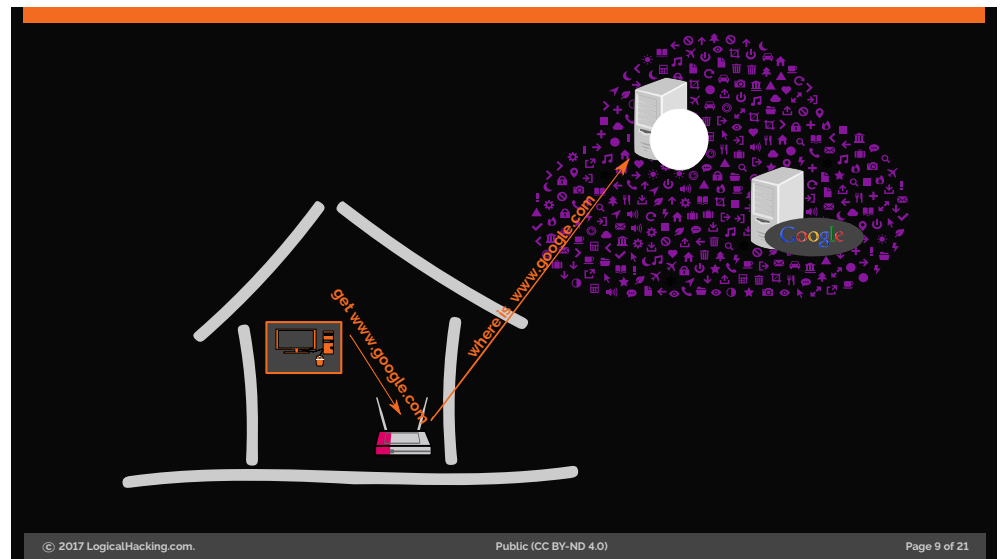 Google
where is www.google.com
get www.google.com
© 2017 LogicalHacking.com.
Public (CC BY-ND 4.0)
Page 9 of 21